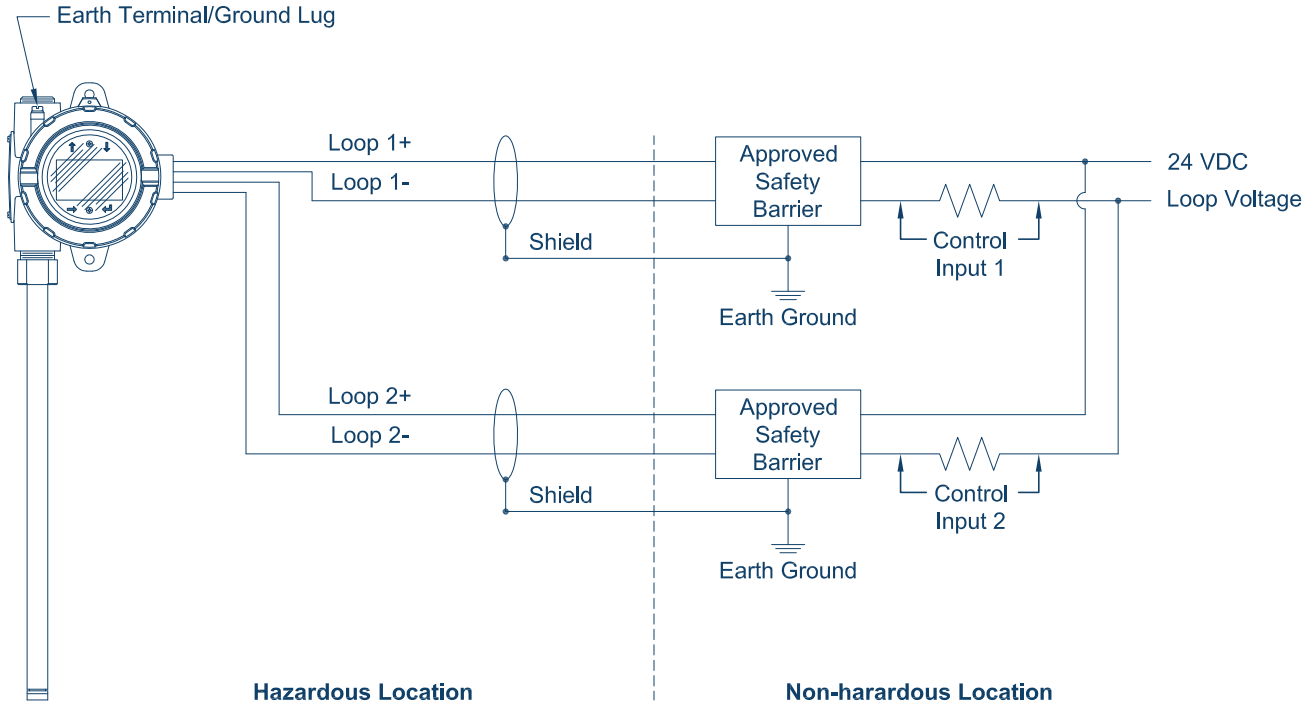 Earth Terminal/Ground Lug
Loop 1+
Loop 1-
Shield
Approved
Safety
Barrier
24 VDC
Loop Voltage
Control
Input 1
Earth Ground
Loop 2+
Loop 2-
Shield
Approved
Safety
Barrier
Control
Input 2
Earth Ground
Hazardous Location
Non-harardous Location